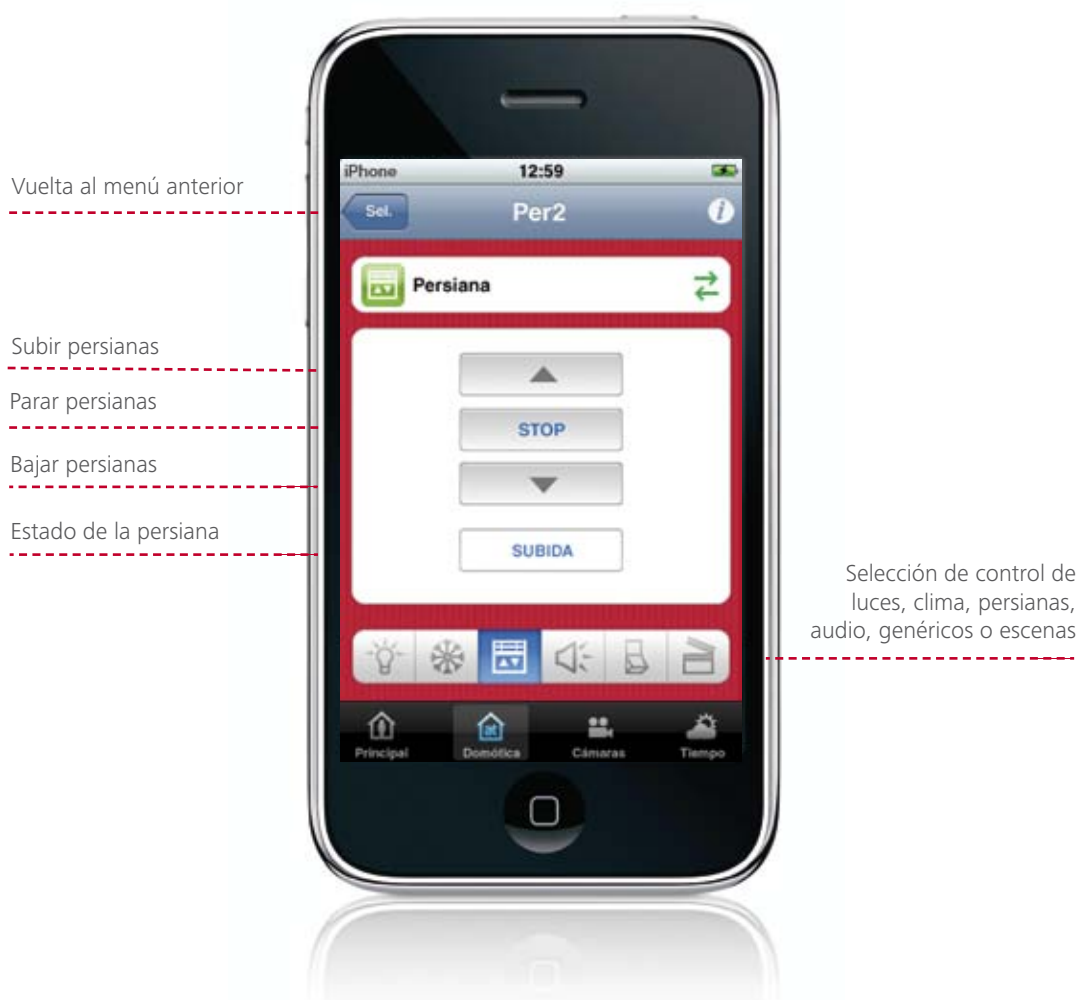 iPhone 12:59
Vuelta al menú anterior
Sel. Per2
Persiana
Subir persianas
Parar persianas
STOP
Bajar persianas
Estado de la persiana
SUBIDA
Selección de control de
luces, clima, persianas,
audio, genéricos o escenas
Principal Domótica Cámaras Tiempo